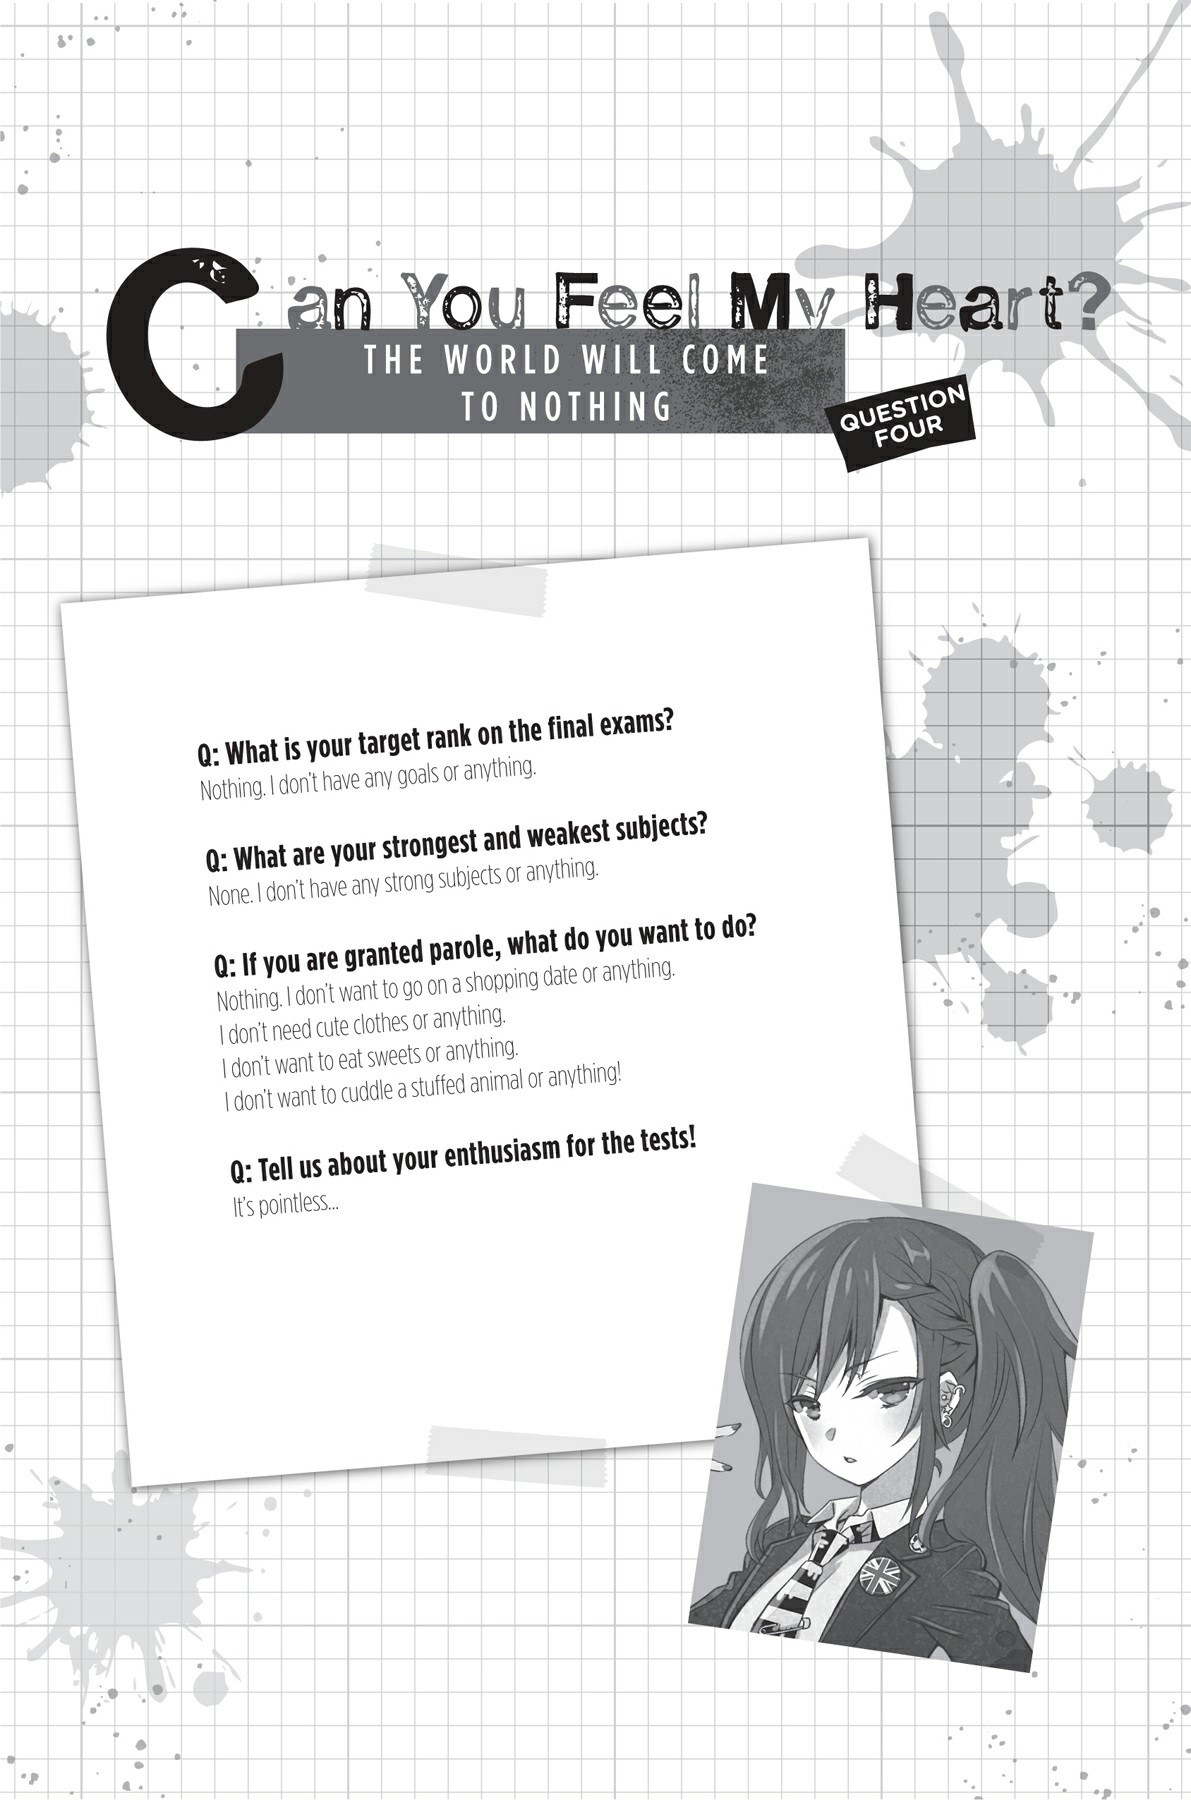 Can You Feel My Heart?
THE WORLD WILL COME
TO NOTHING
QUESTION
FOUR
Q: What is your target rank on the final exams?
Nothing. I don't have any goals or anything.
Q: What are your strongest and weakest subjects?
None. I don't have any strong subjects or anything.
Q: If you are granted parole, what do you want to do?
Nothing. I don't want to go on a shopping date or anything.
I don't need cute clothes or anything.
I don't want to eat sweets or anything.
I don't want to cuddle a stuffed animal or anything!
Q: Tell us about your enthusiasm for the tests!
It's pointless...